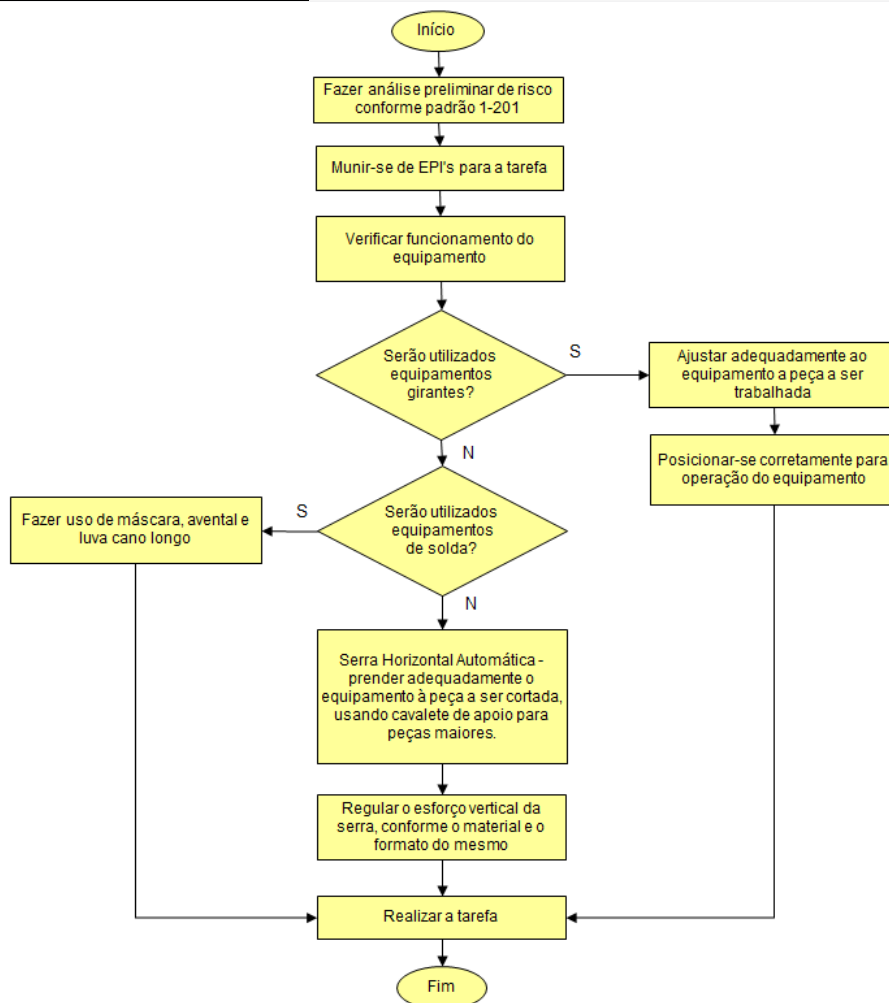 Início
Fazer análise preliminar de risco
conforme padrão 1-201
Munir-se de EPI's para a tarefa
Verificar funcionamento do
equipamento
Serão utilizados
equipamentos
girantes?
S
Ajustar adequadamente ao
equipamento a peça a ser
trabalhada
Posicionar-se corretamente para
operação do equipamento
N
Serão utilizados
equipamentos
de solda?
S
Fazer uso de máscara, avental e
luva cano longo
N
Serra Horizontal Automática -
prender adequadamente o
equipamento à peça a ser cortada,
usando cavalete de apoio para
peças maiores.
Regular o esforço vertical da
serra, conforme o material e o
formato do mesmo
Realizar a tarefa
Fim